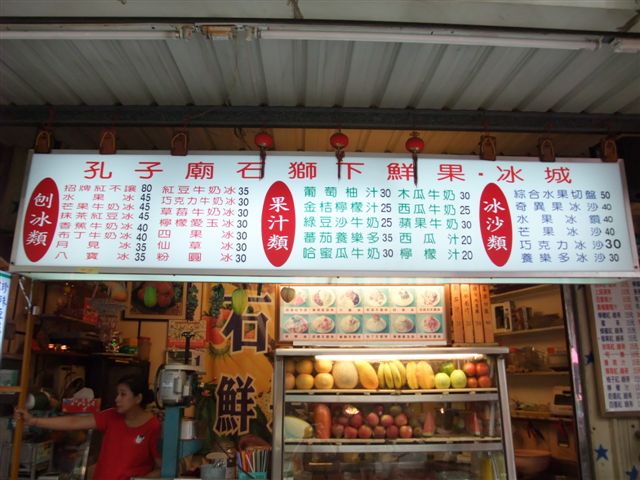 孔子廟石獅下鮮果·冰城
刨冰類
招牌紅不讓 80
水果冰 45
芒果牛奶冰 45
抹茶紅豆冰 45
香蕉牛奶冰 40
布丁牛奶冰 40
月見冰 35
八寶冰 35
紅豆牛奶冰 35
巧克力牛奶冰 30
草莓牛奶冰 30
檸檬愛玉冰 30
四果冰 30
仙草冰 30
粉圓冰 30
果汁類
葡萄柚汁 30
金桔檸檬汁 25
綠豆沙牛奶 30
蕃茄養樂多 35
哈蜜瓜牛奶 30
木瓜牛奶 30
西瓜牛奶 25
蘋果牛奶 30
西瓜汁 20
檸檬汁 20
冰沙類
綜合水果切盤 50
奇異果冰沙 40
水果冰鑽 40
芒果冰沙 40
巧克力冰沙 30
養樂多冰沙 30
石
鮮